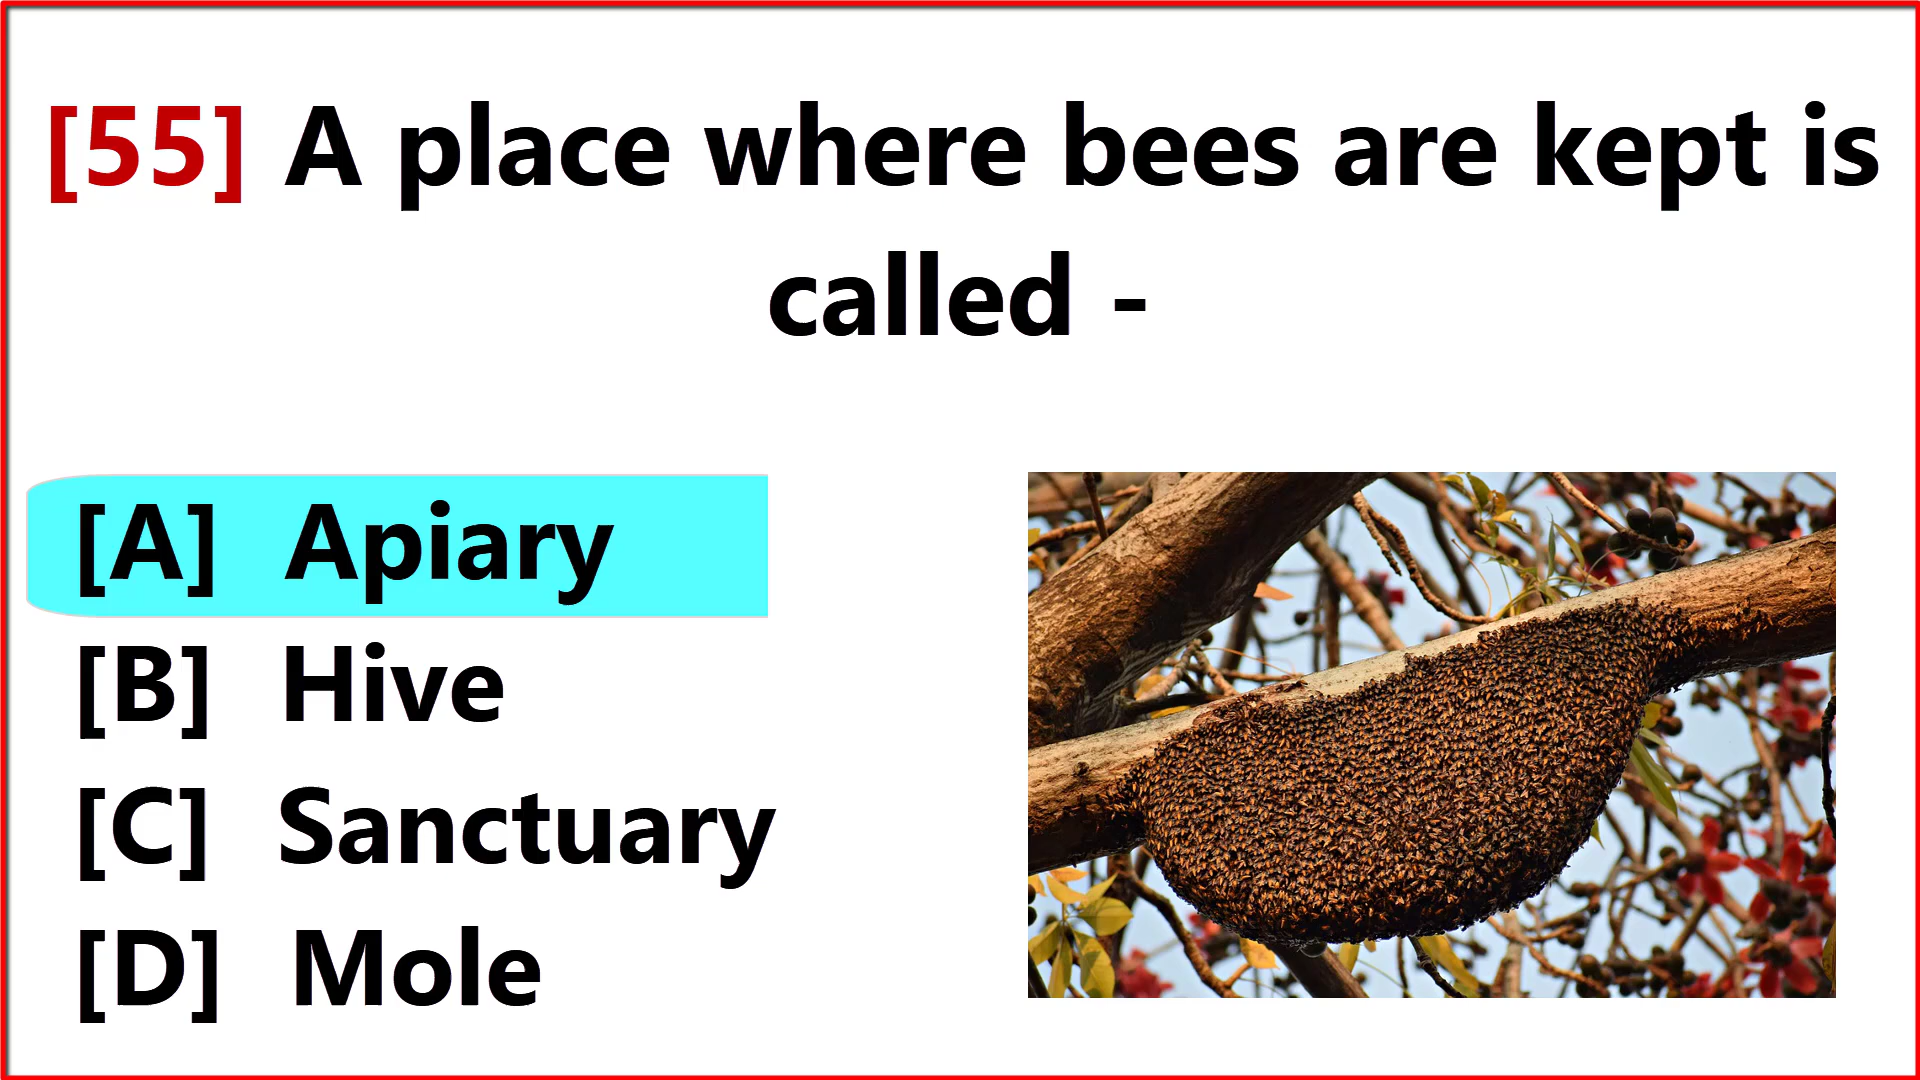 [55] A place where bees are kept is
called -
[A] Apiary
[B] Hive
[C] Sanctuary
[D] Mole